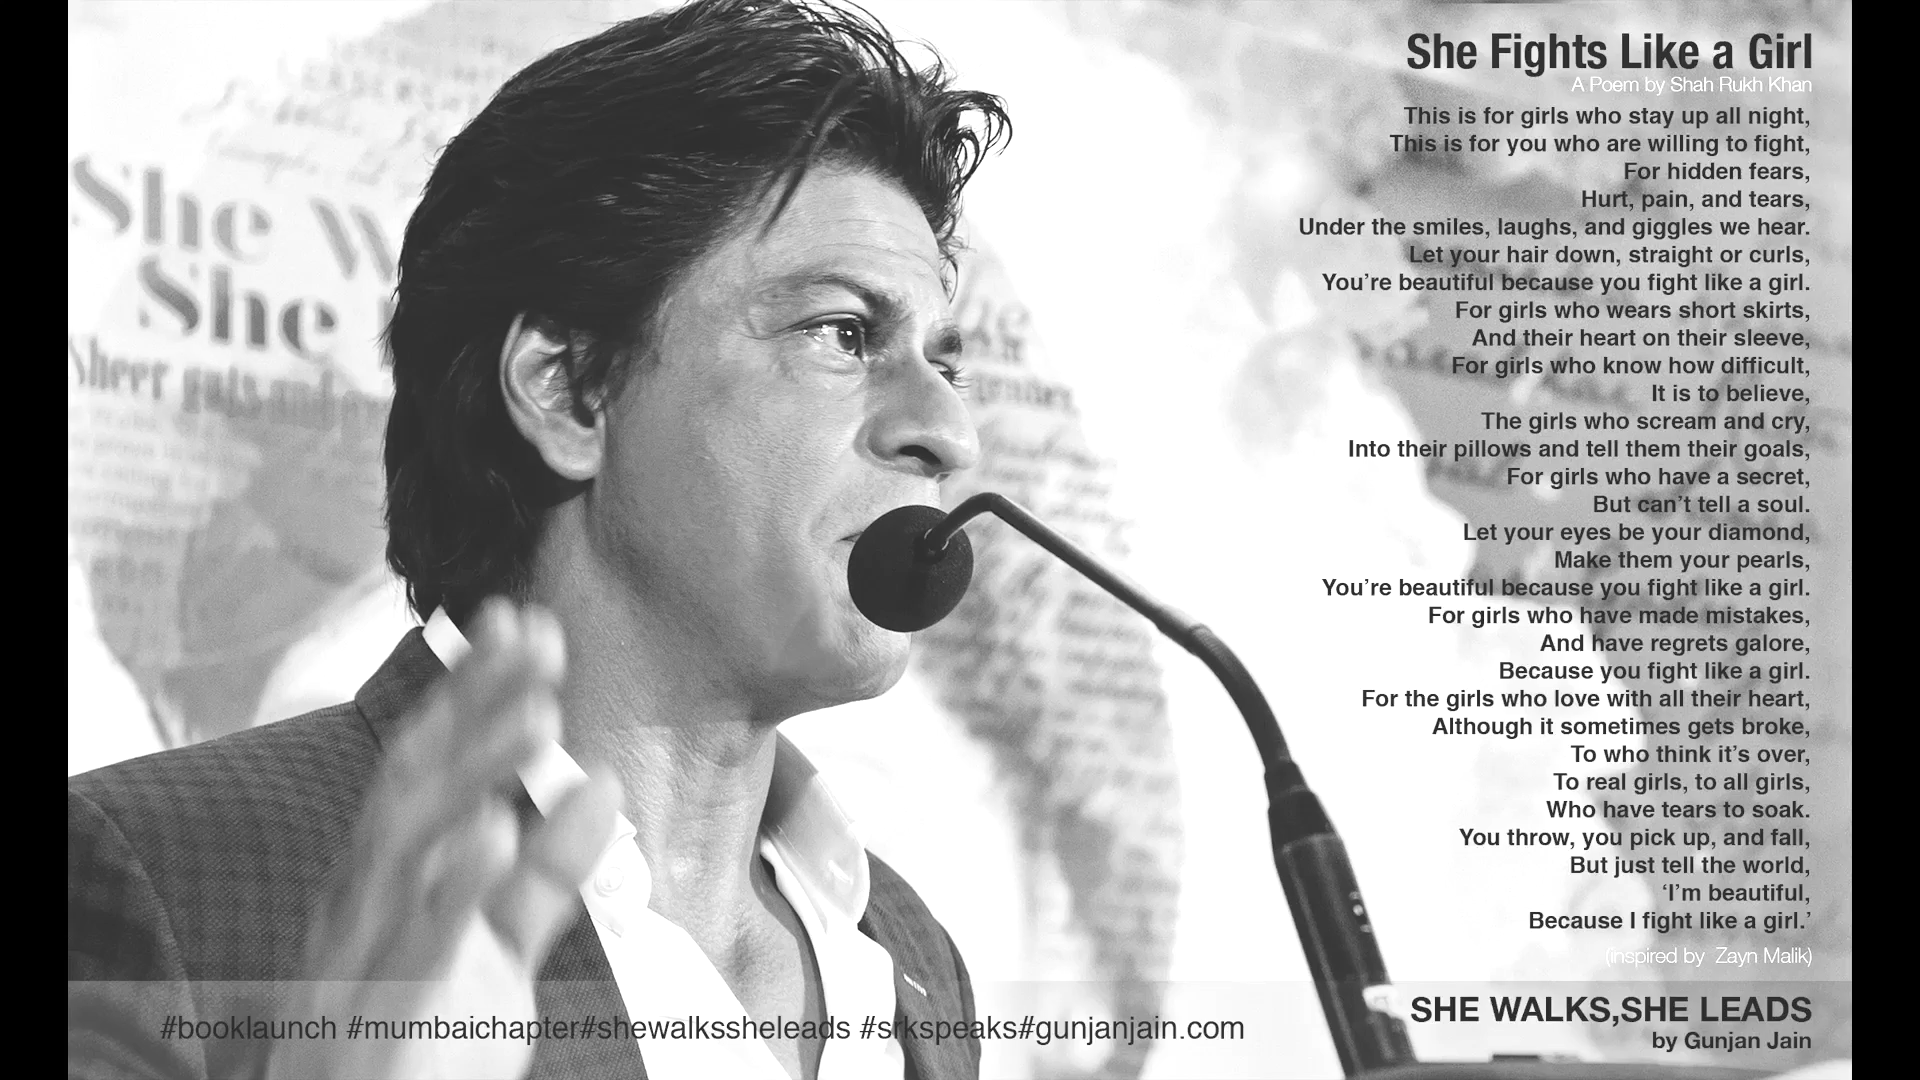 She Fights Like a Girl
A Poem by Shah Rukh Khan
This is for girls who stay up all night,
This is for you who are willing to fight,
For hidden fears,
Hurt, pain, and tears,
Under the smiles, laughs, and giggles we hear.
Let your hair down, straight or curls,
You’re beautiful because you fight like a girl.
For girls who wears short skirts,
And their heart on their sleeve,
For girls who know how difficult,
It is to believe,
The girls who scream and cry,
Into their pillows and tell them their goals,
For girls who have a secret,
But can’t tell a soul.
Let your eyes be your diamond,
Make them your pearls,
You’re beautiful because you fight like a girl.
For girls who have made mistakes,
And have regrets galore,
Because you fight like a girl.
For the girls who love with all their heart,
Although it sometimes gets broke,
To who think it’s over,
To real girls, to all girls,
Who have tears to soak.
You throw, you pick up, and fall,
But just tell the world,
‘I’m beautiful,
Because I fight like a girl.’
(inspired by Zayn Malik)
SHE WALKS,SHE LEADS
by Gunjan Jain
#booklaunch #mumbaichapter#shewalkssheleads #srkspeaks#gunjanjain.com
She W
She
Sheer guts and